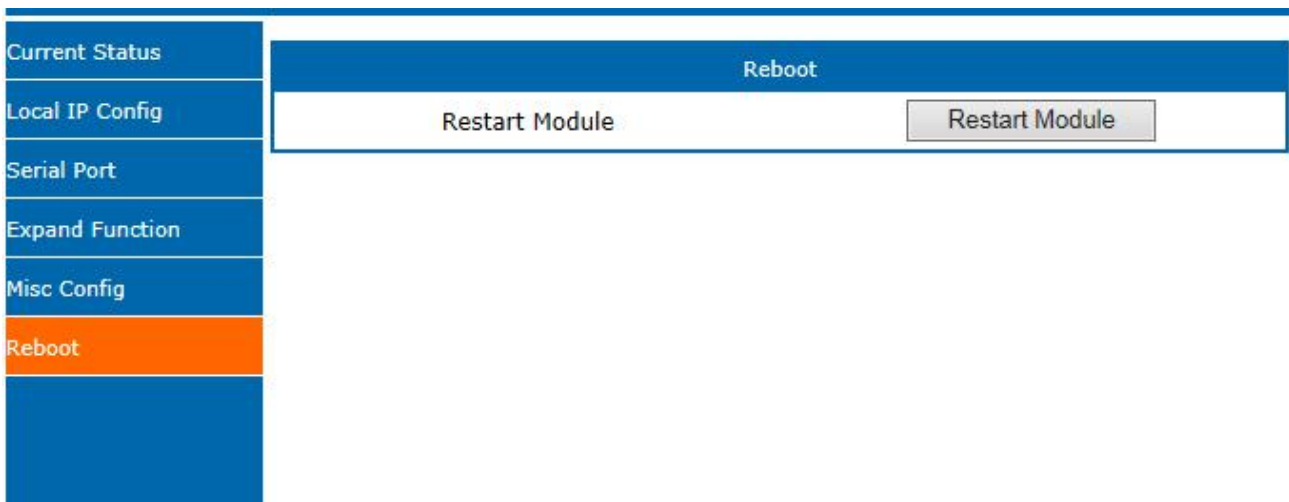 Current Status
Local IP Config
Serial Port
Expand Function
Misc Config
Reboot
Reboot
Restart Module Restart Module